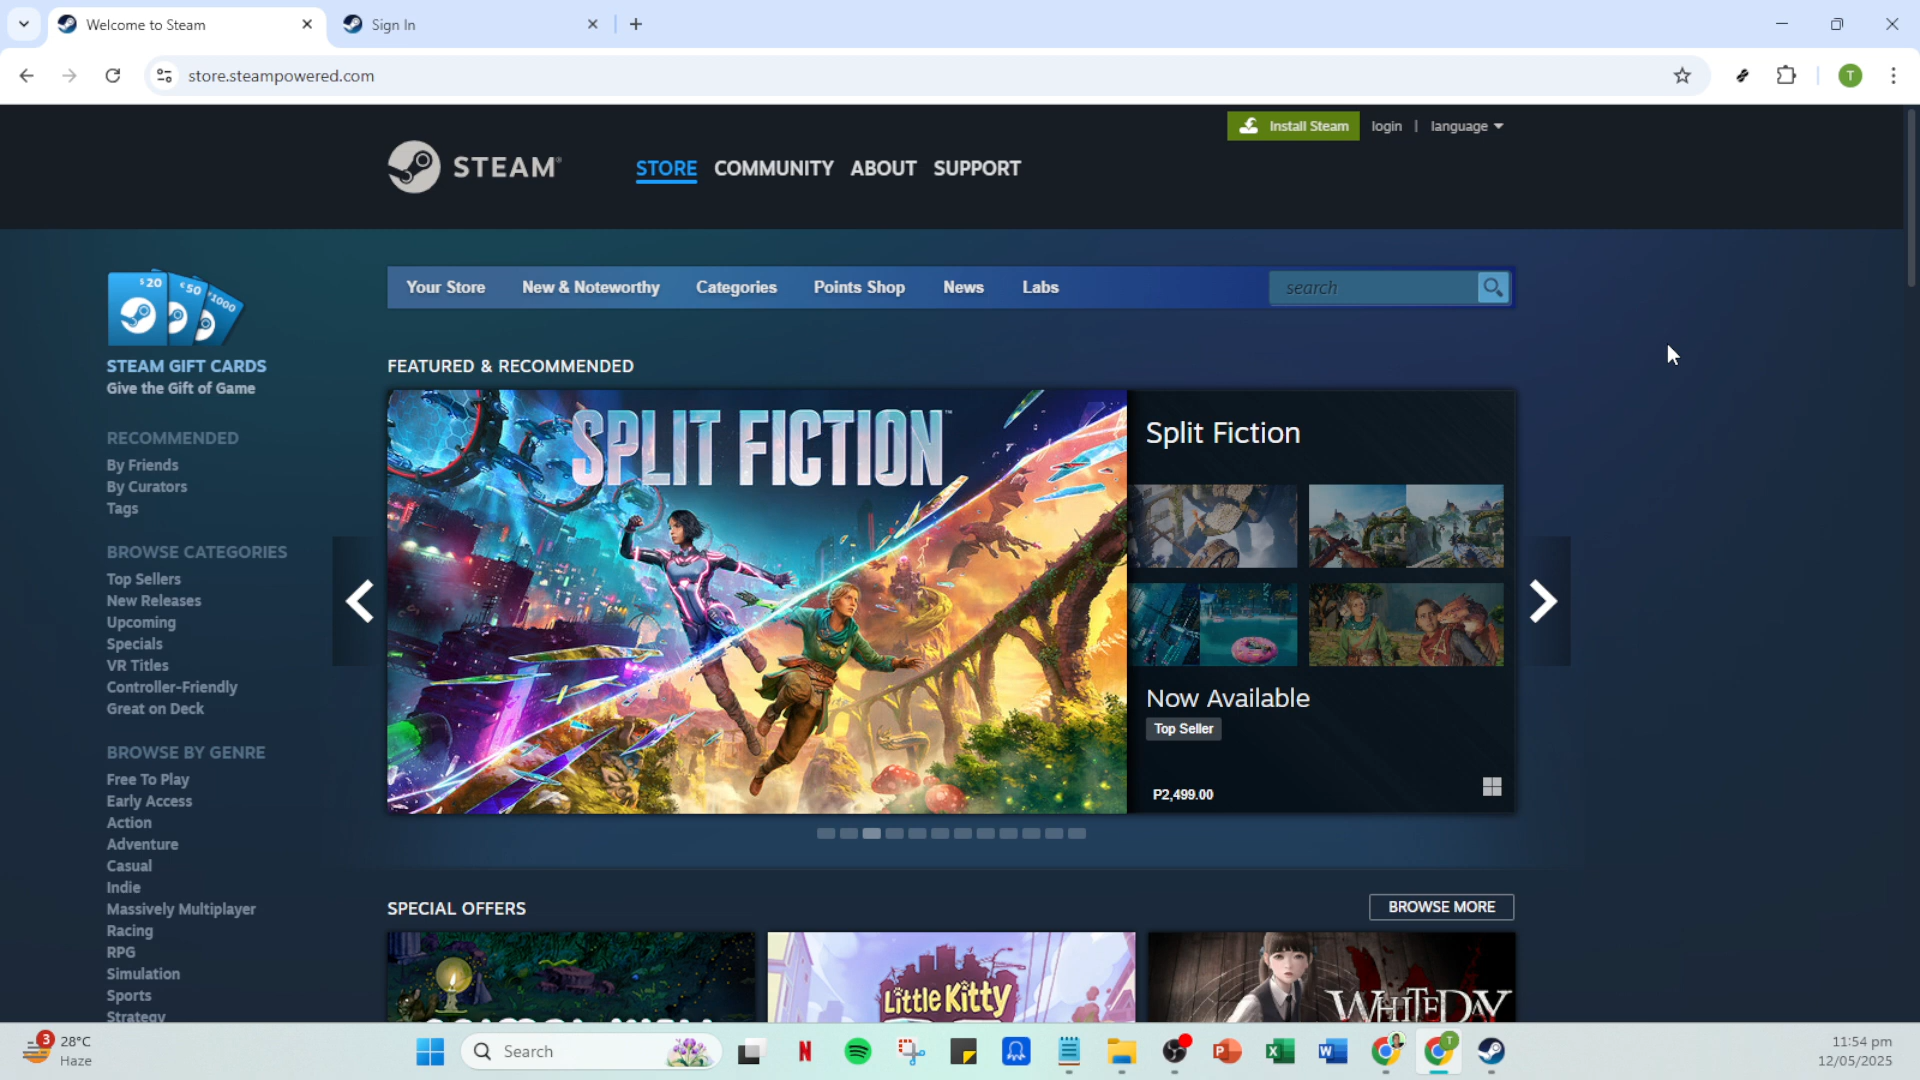 Welcome to Steam
Sign In
store.steampowered.com
T
Install Steam
login | language
STEAM®
STORE COMMUNITY ABOUT SUPPORT
Your Store New & Noteworthy Categories Points Shop News Labs
search
$20 €50 ₱1000
STEAM GIFT CARDS
Give the Gift of Game
RECOMMENDED
By Friends
By Curators
Tags
BROWSE CATEGORIES
Top Sellers
New Releases
Upcoming
Specials
VR Titles
Controller-Friendly
Great on Deck
BROWSE BY GENRE
Free To Play
Early Access
Action
Adventure
Casual
Indie
Massively Multiplayer
Racing
RPG
Simulation
Sports
Strategy
FEATURED & RECOMMENDED
SPLIT FICTION™
Split Fiction
Now Available
Top Seller
P2,499.00
SPECIAL OFFERS
BROWSE MORE
LiTTLE KiTTY
WHITEDAY
3
28°C
Haze
Search
N
P
X
W
T
11:54 pm
12/05/2025